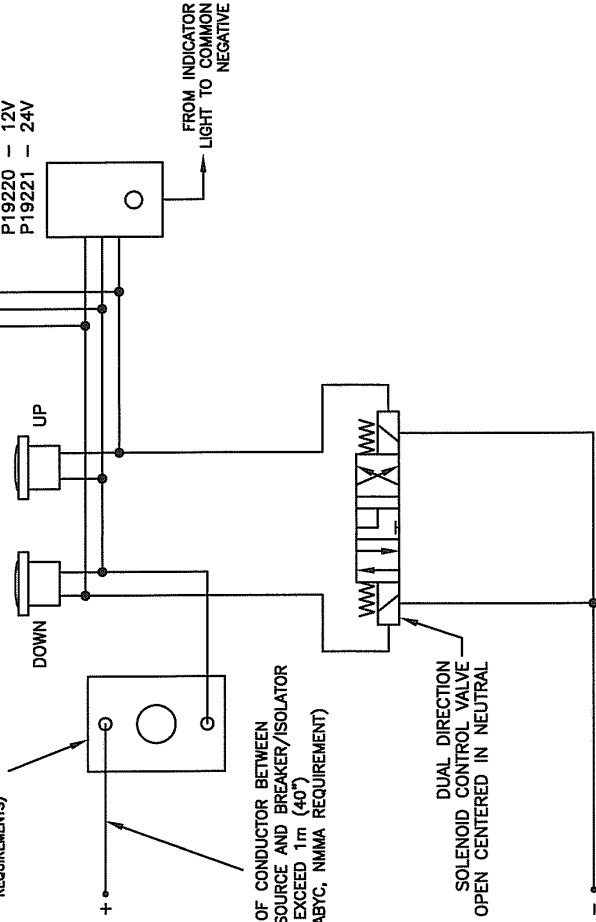 P19220 – 12V
P19221 – 24V
FROM INDICATOR
LIGHT TO COMMON
NEGATIVE
UP
DOWN
REQUIREMENTS)
+
OF CONDUCTOR BETWEEN
SOURCE AND BREAKER/ISOLATOR
EXCEED 1m (40")
ABYC, NMMA REQUIREMENT)
DUAL DIRECTION
SOLENOID CONTROL VALVE
OPEN CENTERED IN NEUTRAL
–